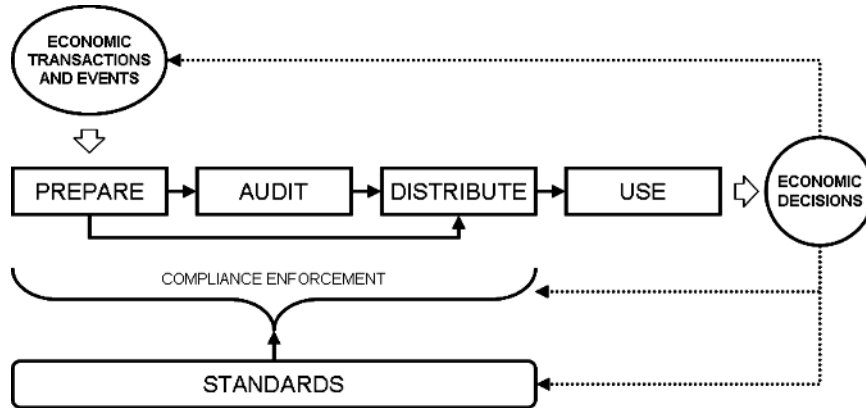 ECONOMIC
TRANSACTIONS
AND EVENTS
PREPARE
AUDIT
DISTRIBUTE
USE
ECONOMIC
DECISIONS
COMPLIANCE ENFORCEMENT
STANDARDS